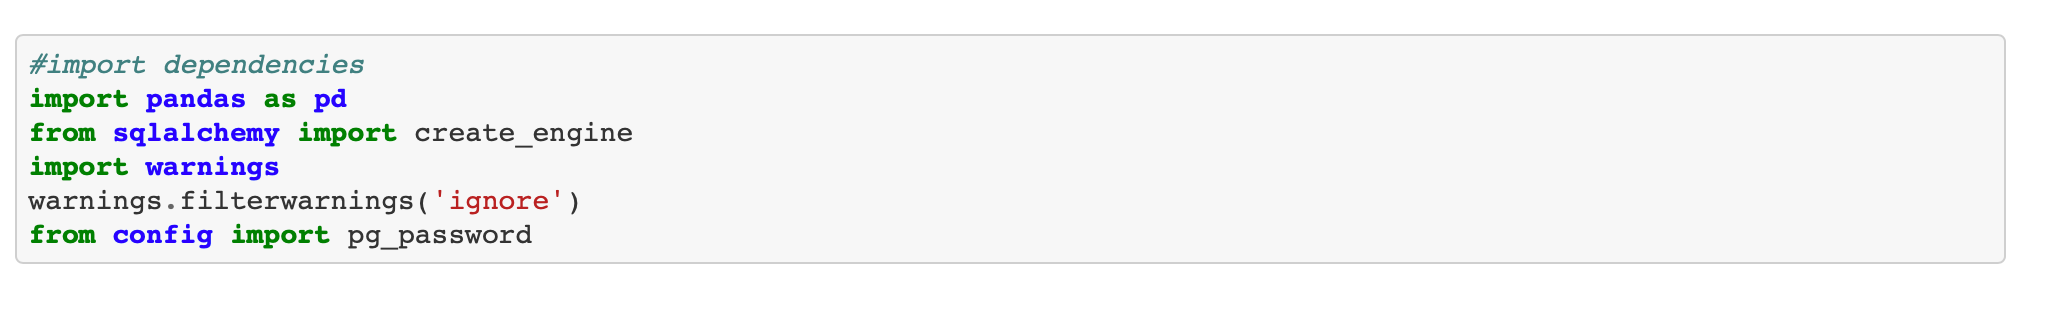 #import dependencies
import pandas as pd
from sqlalchemy import create_engine
import warnings
warnings.filterwarnings('ignore')
from config import pg_password